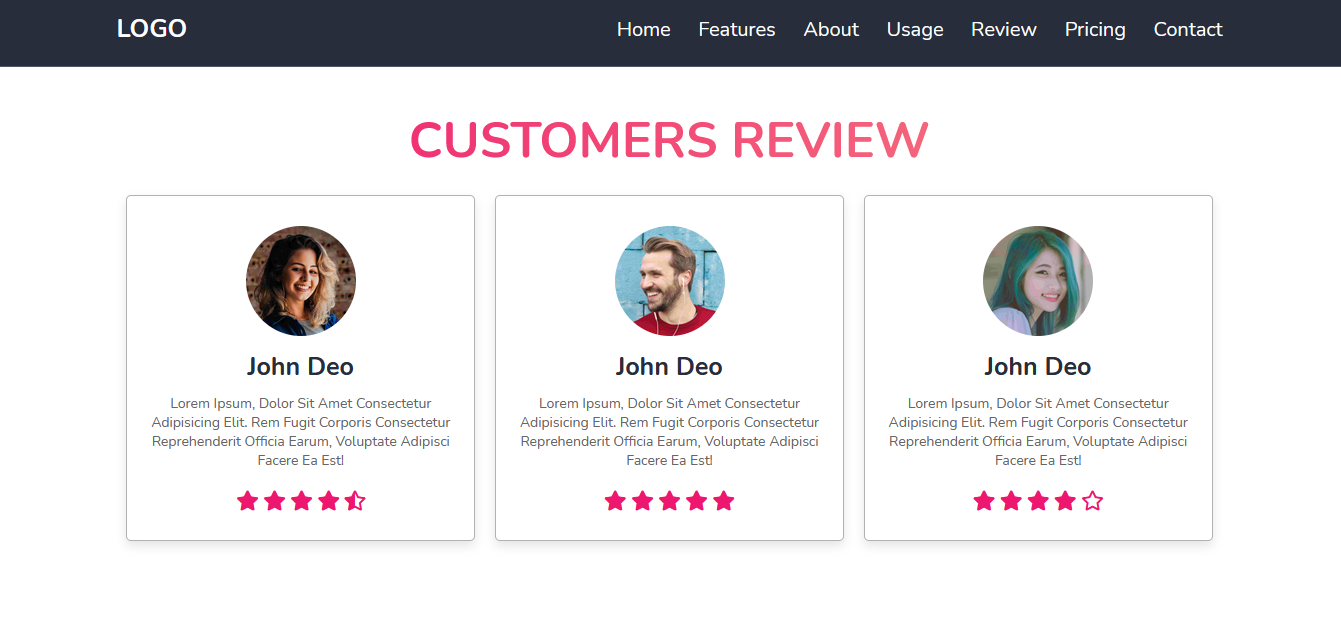 LOGO Home Features About Usage Review Pricing Contact
CUSTOMERS REVIEW
John Deo
Lorem Ipsum, Dolor Sit Amet Consectetur
Adipisicing Elit. Rem Fugit Corporis Consectetur
Reprehenderit Officia Earum, Voluptate Adipisci
Facere Ea Est!
John Deo
Lorem Ipsum, Dolor Sit Amet Consectetur
Adipisicing Elit. Rem Fugit Corporis Consectetur
Reprehenderit Officia Earum, Voluptate Adipisci
Facere Ea Est!
John Deo
Lorem Ipsum, Dolor Sit Amet Consectetur
Adipisicing Elit. Rem Fugit Corporis Consectetur
Reprehenderit Officia Earum, Voluptate Adipisci
Facere Ea Est!